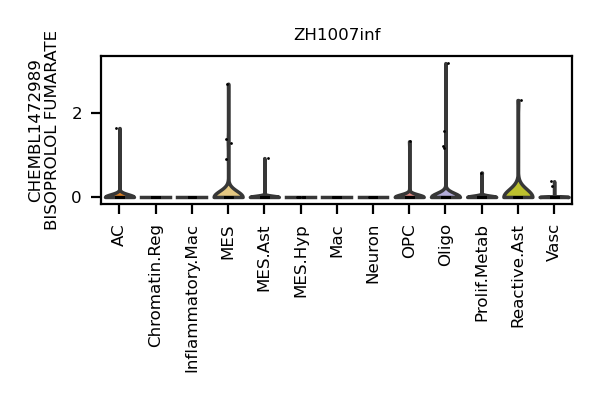 ZH1007inf
CHEMBL1472989
BISOPROLOL FUMARATE
2
0
AC
Chromatin.Reg
Inflammatory.Mac
MES
MES.Ast
MES.Hyp
Mac
Neuron
OPC
Oligo
Prolif.Metab
Reactive.Ast
Vasc